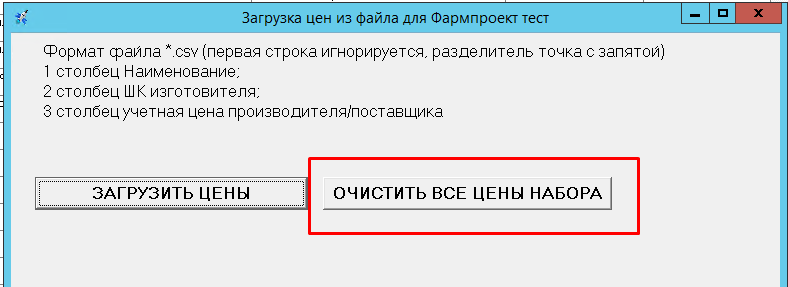 Загрузка цен из файла для Фармпроект тест
Формат файла *.csv (первая строка игнорируется, разделитель точка с запятой)
1 столбец Наименование;
2 столбец ШК изготовителя;
3 столбец учетная цена производителя/поставщика
ЗАГРУЗИТЬ ЦЕНЫ
ОЧИСТИТЬ ВСЕ ЦЕНЫ НАБОРА